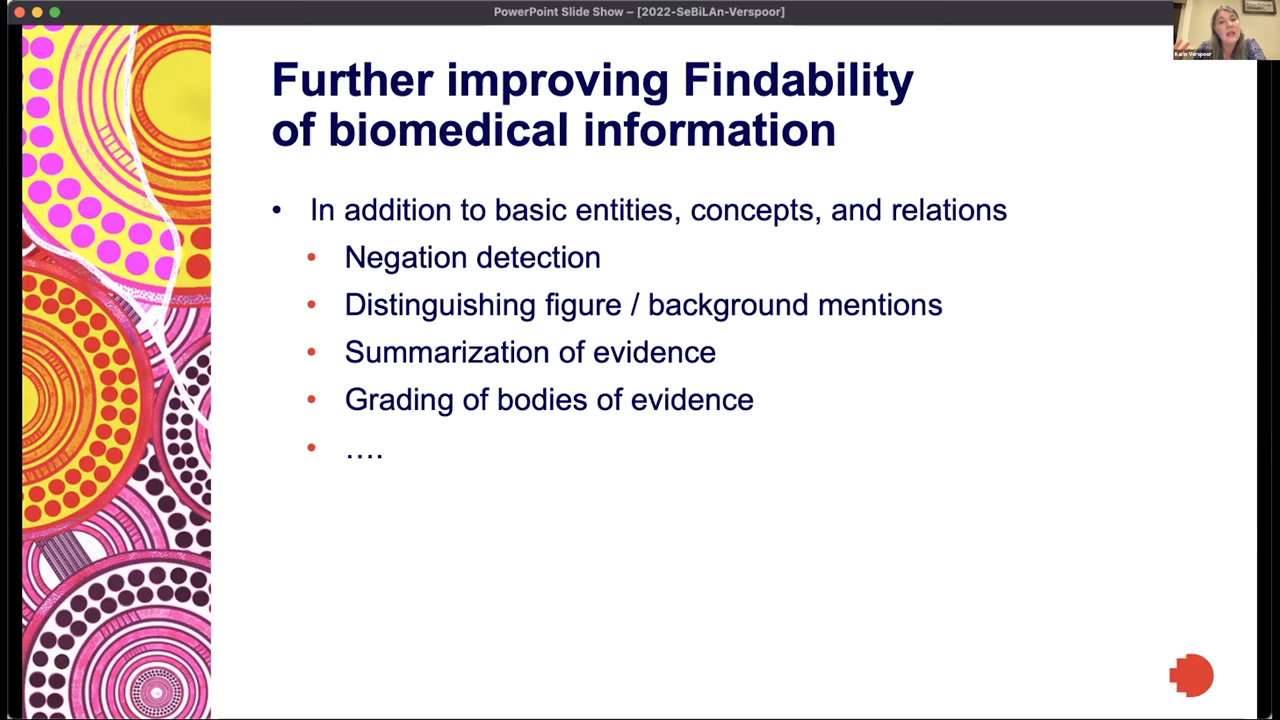 PowerPoint Slide Show – [2022-SeBiLAn-Verspoor]
Karin Verspoor
Further improving Findability
of biomedical information
• In addition to basic entities, concepts, and relations
• Negation detection
• Distinguishing figure / background mentions
• Summarization of evidence
• Grading of bodies of evidence
• ….